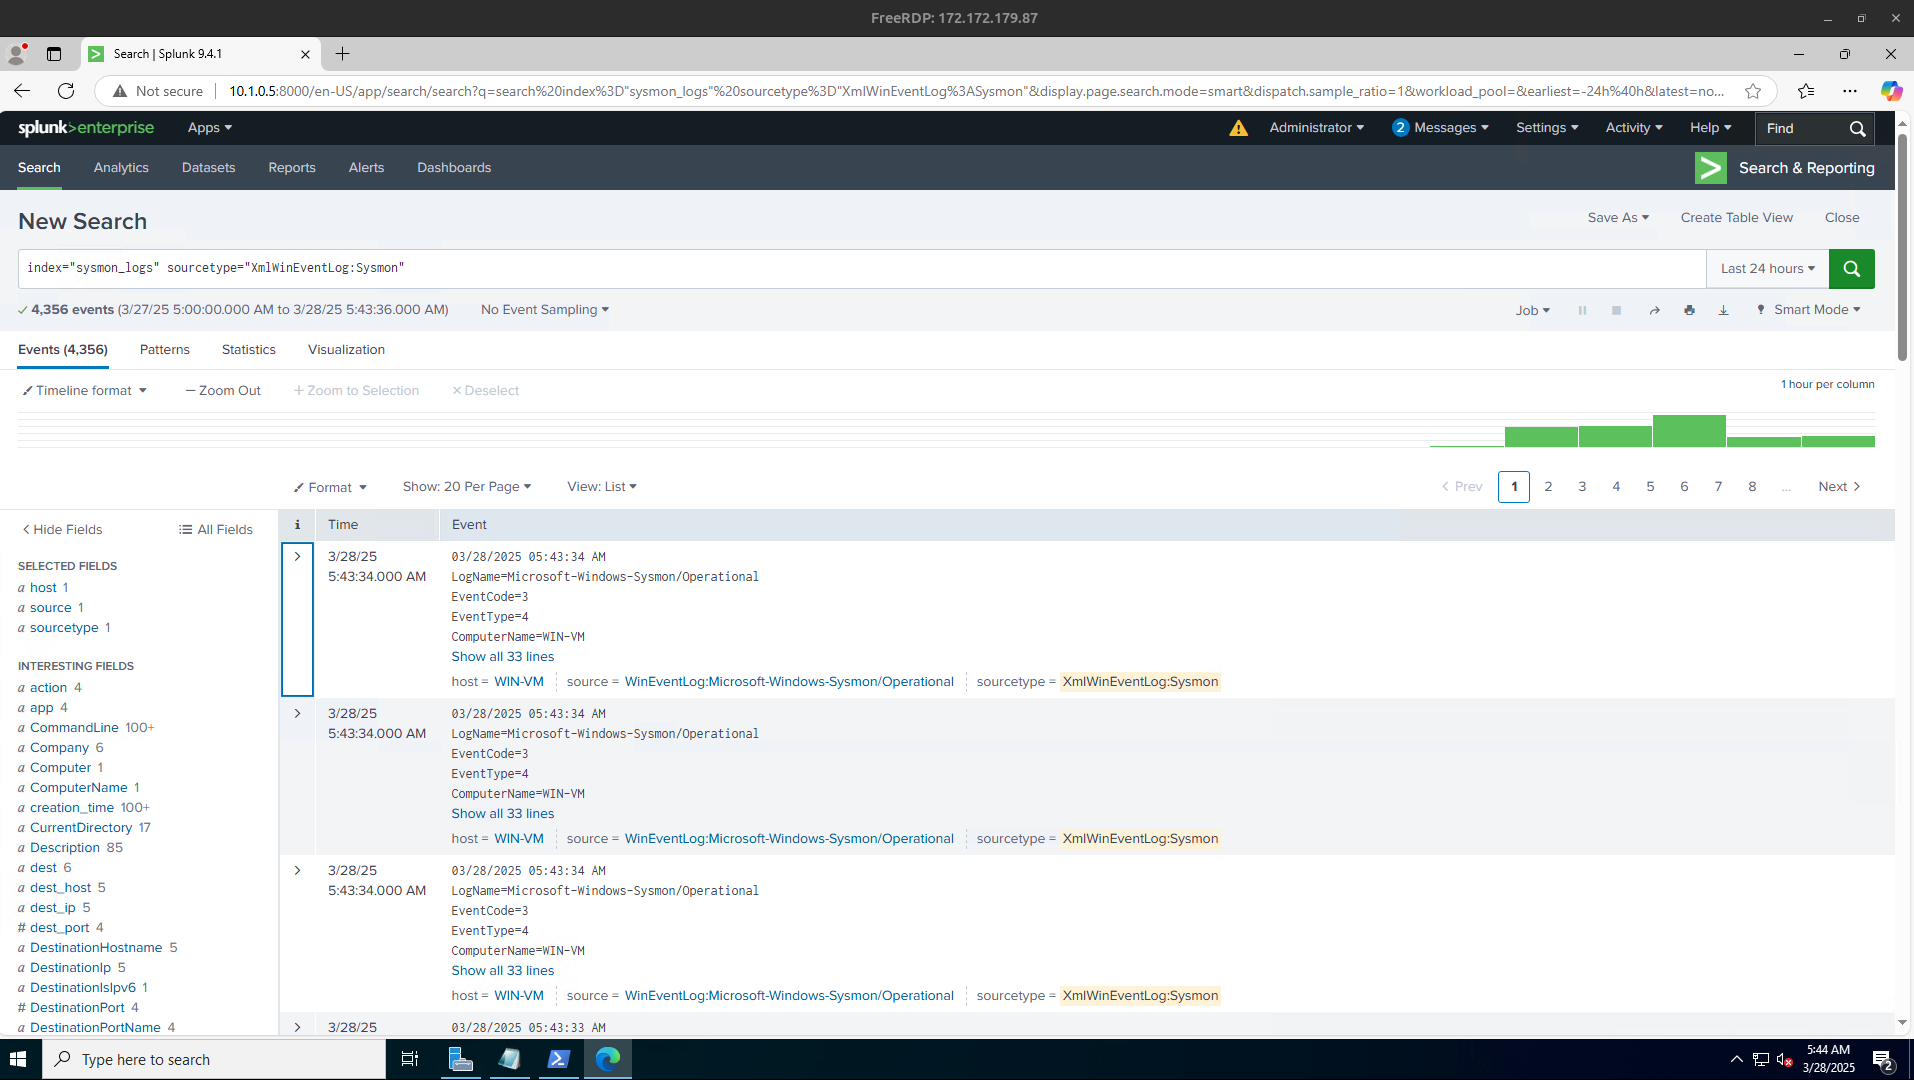 FreeRDP: 172.172.179.87
Search | Splunk 9.4.1
Not secure
10.1.0.5:8000/en-US/app/search/search?q=search%20index%3D"sysmon_logs"%20sourcetype%3D"XmlWinEventLog%3ASysmon"&display.page.search.mode=smart&dispatch.sample_ratio=1&workload_pool=&earliest=-24h%40h&latest=no...
splunk>enterprise Apps Administrator 2 Messages Settings Activity Help Find
Search Analytics Datasets Reports Alerts Dashboards Search & Reporting
New Search Save As Create Table View Close
index="sysmon_logs" sourcetype="XmlWinEventLog:Sysmon" Last 24 hours
4,356 events (3/27/25 5:00:00.000 AM to 3/28/25 5:43:36.000 AM) No Event Sampling Job Smart Mode
Events (4,356) Patterns Statistics Visualization
Timeline format — Zoom Out + Zoom to Selection × Deselect 1 hour per column
Format Show: 20 Per Page View: List < Prev 1 2 3 4 5 6 7 8 ... Next >
< Hide Fields All Fields
SELECTED FIELDS
a host 1
a source 1
a sourcetype 1
INTERESTING FIELDS
a action 4
a app 4
a CommandLine 100+
a Company 6
a Computer 1
a ComputerName 1
a creation_time 100+
a CurrentDirectory 17
a Description 85
a dest 6
a dest_host 5
a dest_ip 5
# dest_port 4
a DestinationHostname 5
a DestinationIp 5
a DestinationIsIpv6 1
# DestinationPort 4
a DestinationPortName 4
i Time Event
3/28/25
5:43:34.000 AM
03/28/2025 05:43:34 AM
LogName=Microsoft-Windows-Sysmon/Operational
EventCode=3
EventType=4
ComputerName=WIN-VM
Show all 33 lines
host = WIN-VM source = WinEventLog:Microsoft-Windows-Sysmon/Operational sourcetype = XmlWinEventLog:Sysmon
3/28/25
5:43:34.000 AM
03/28/2025 05:43:34 AM
LogName=Microsoft-Windows-Sysmon/Operational
EventCode=3
EventType=4
ComputerName=WIN-VM
Show all 33 lines
host = WIN-VM source = WinEventLog:Microsoft-Windows-Sysmon/Operational sourcetype = XmlWinEventLog:Sysmon
3/28/25
5:43:34.000 AM
03/28/2025 05:43:34 AM
LogName=Microsoft-Windows-Sysmon/Operational
EventCode=3
EventType=4
ComputerName=WIN-VM
Show all 33 lines
host = WIN-VM source = WinEventLog:Microsoft-Windows-Sysmon/Operational sourcetype = XmlWinEventLog:Sysmon
3/28/25 03/28/2025 05:43:33 AM
Type here to search
5:44 AM
3/28/2025
2